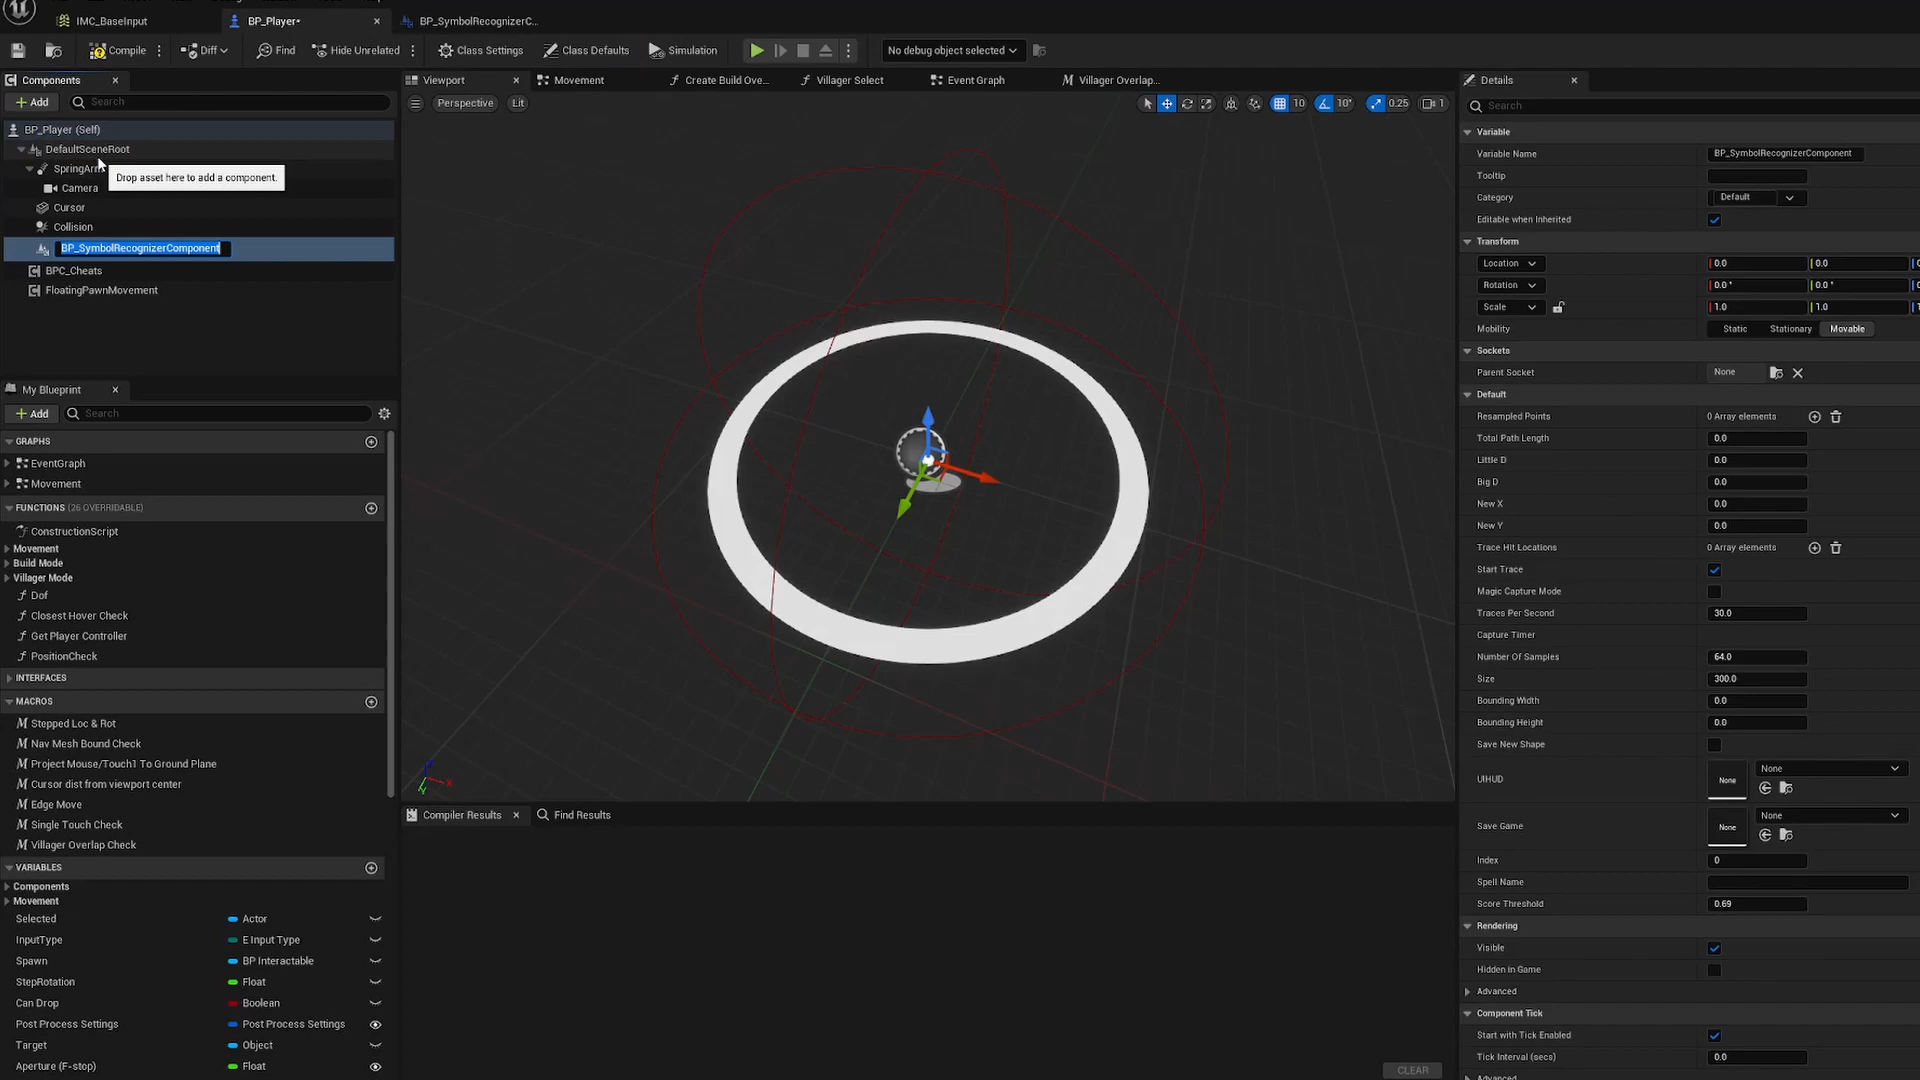 IMC_BaseInput
BP_Player•
BP_SymbolRecognizerC...
Compile
Diff
Find
Hide Unrelated
Class Settings
Class Defaults
Simulation
No debug object selected
Components
Add
Search
BP_Player (Self)
DefaultSceneRoot
SpringArm
Drop asset here to add a component.
Camera
Cursor
Collision
BP_SymbolRecognizerComponent
BPC_Cheats
FloatingPawnMovement
My Blueprint
Add
Search
GRAPHS
EventGraph
Movement
FUNCTIONS (26 OVERRIDABLE)
ConstructionScript
Movement
Build Mode
Villager Mode
Dof
Closest Hover Check
Get Player Controller
PositionCheck
INTERFACES
MACROS
Stepped Loc & Rot
Nav Mesh Bound Check
Project Mouse/Touch1 To Ground Plane
Cursor dist from viewport center
Edge Move
Single Touch Check
Villager Overlap Check
VARIABLES
Components
Movement
Selected Actor
InputType E Input Type
Spawn BP Interactable
StepRotation Float
Can Drop Boolean
Post Process Settings Post Process Settings
Target Object
Aperture (F-stop) Float
Viewport
Movement
Create Build Ove...
Villager Select
Event Graph
Villager Overlap...
Perspective
Lit
10
10°
0.25
1
Compiler Results
Find Results
CLEAR
Details
Search
Variable
Variable Name BP_SymbolRecognizerComponent
Tooltip
Category Default
Editable when Inherited
Transform
Location 0.0 0.0
Rotation 0.0 ° 0.0 °
Scale 1.0 1.0
Mobility Static Stationary Movable
Sockets
Parent Socket None
Default
Resampled Points 0 Array elements
Total Path Length 0.0
Little D 0.0
Big D 0.0
New X 0.0
New Y 0.0
Trace Hit Locations 0 Array elements
Start Trace
Magic Capture Mode
Traces Per Second 30.0
Capture Timer
Number Of Samples 64.0
Size 300.0
Bounding Width 0.0
Bounding Height 0.0
Save New Shape
UIHUD None None
Save Game None None
Index 0
Spell Name
Score Threshold 0.69
Rendering
Visible
Hidden in Game
Advanced
Component Tick
Start with Tick Enabled
Tick Interval (secs) 0.0